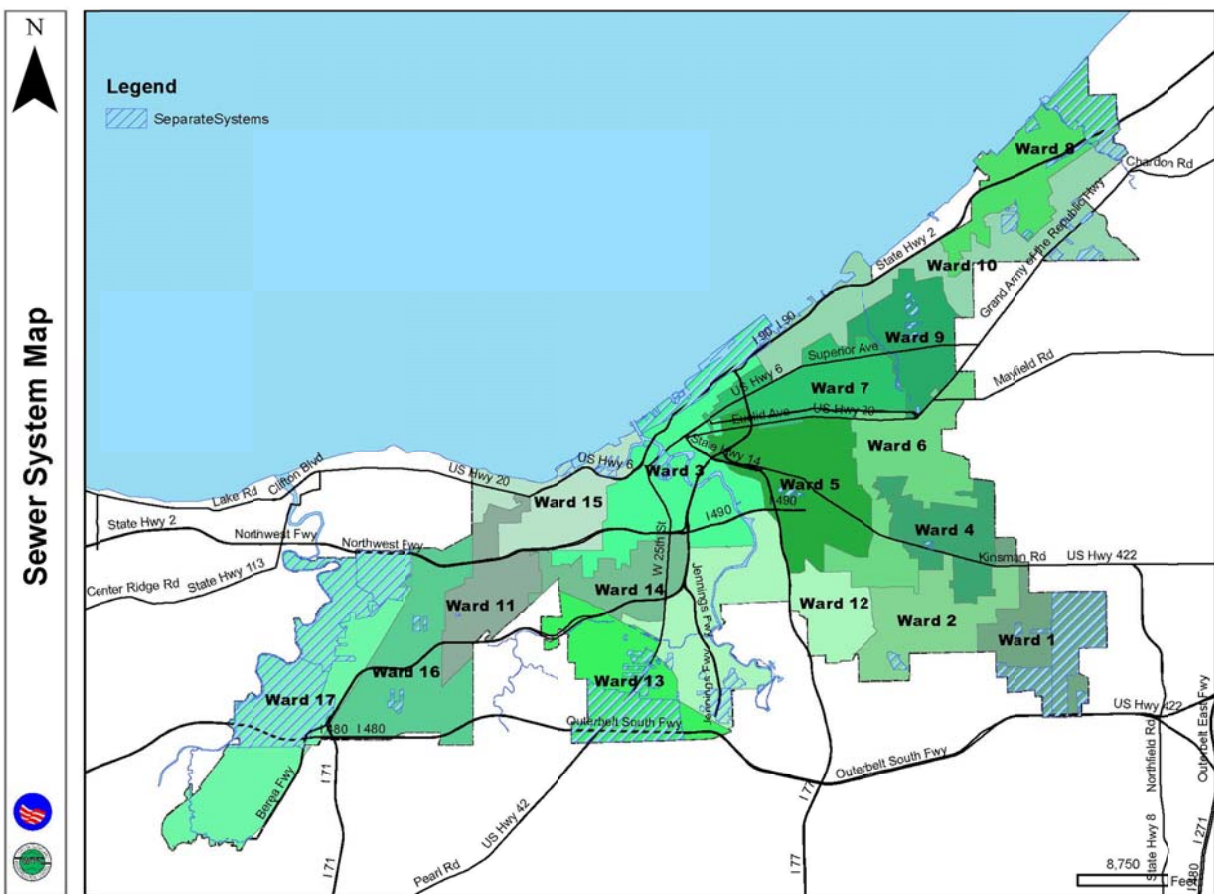 Sewer System Map
N
Legend
SeparateSystems
Ward 8
Chardon Rd
Grand Army of the Republic Hwy
State Hwy 2
Ward 10
I 90
I 90
Ward 9
Superior Ave
Mayfield Rd
US Hwy 6
Ward 7
Euclid Ave
US Hwy 20
Ward 6
State Hwy 14
US Hwy 6
Ward 3
US Hwy 20
Clifton Blvd
Lake Rd
Ward 5
I 490
Ward 15
I 490
State Hwy 2
Northwest Fwy
Northwest Fwy
Ward 4
Kinsman Rd
US Hwy 422
Center Ridge Rd
State Hwy 113
W 25th St
Jennings Fwy
Ward 14
Ward 11
Ward 12
Ward 2
Ward 1
Ward 16
Ward 13
Ward 17
I 480
I 480
Outerbelt South Fwy
US Hwy 422
Outerbelt South Fwy
Northfield Rd
Outerbelt East Fwy
Berea Fwy
I 71
I 77
US Hwy 42
Pearl Rd
I 71
I 77
State Hwy 8
I 271
I 480
8,750
Feet